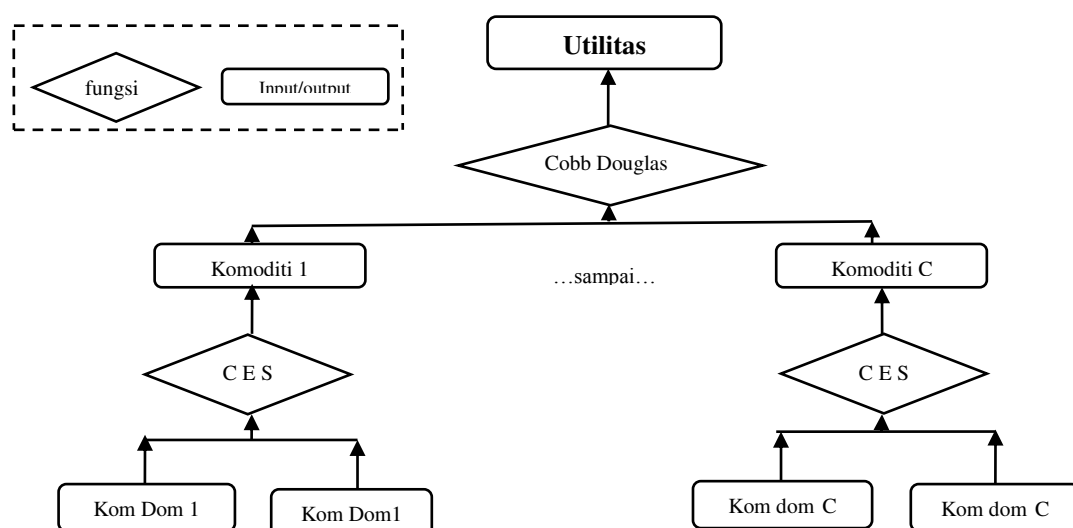 Utilitas
fungsi
Input/output
Cobb Douglas
Komoditi 1
…sampai…
Komoditi C
C E S
C E S
Kom Dom 1
Kom Dom1
Kom dom C
Kom dom C